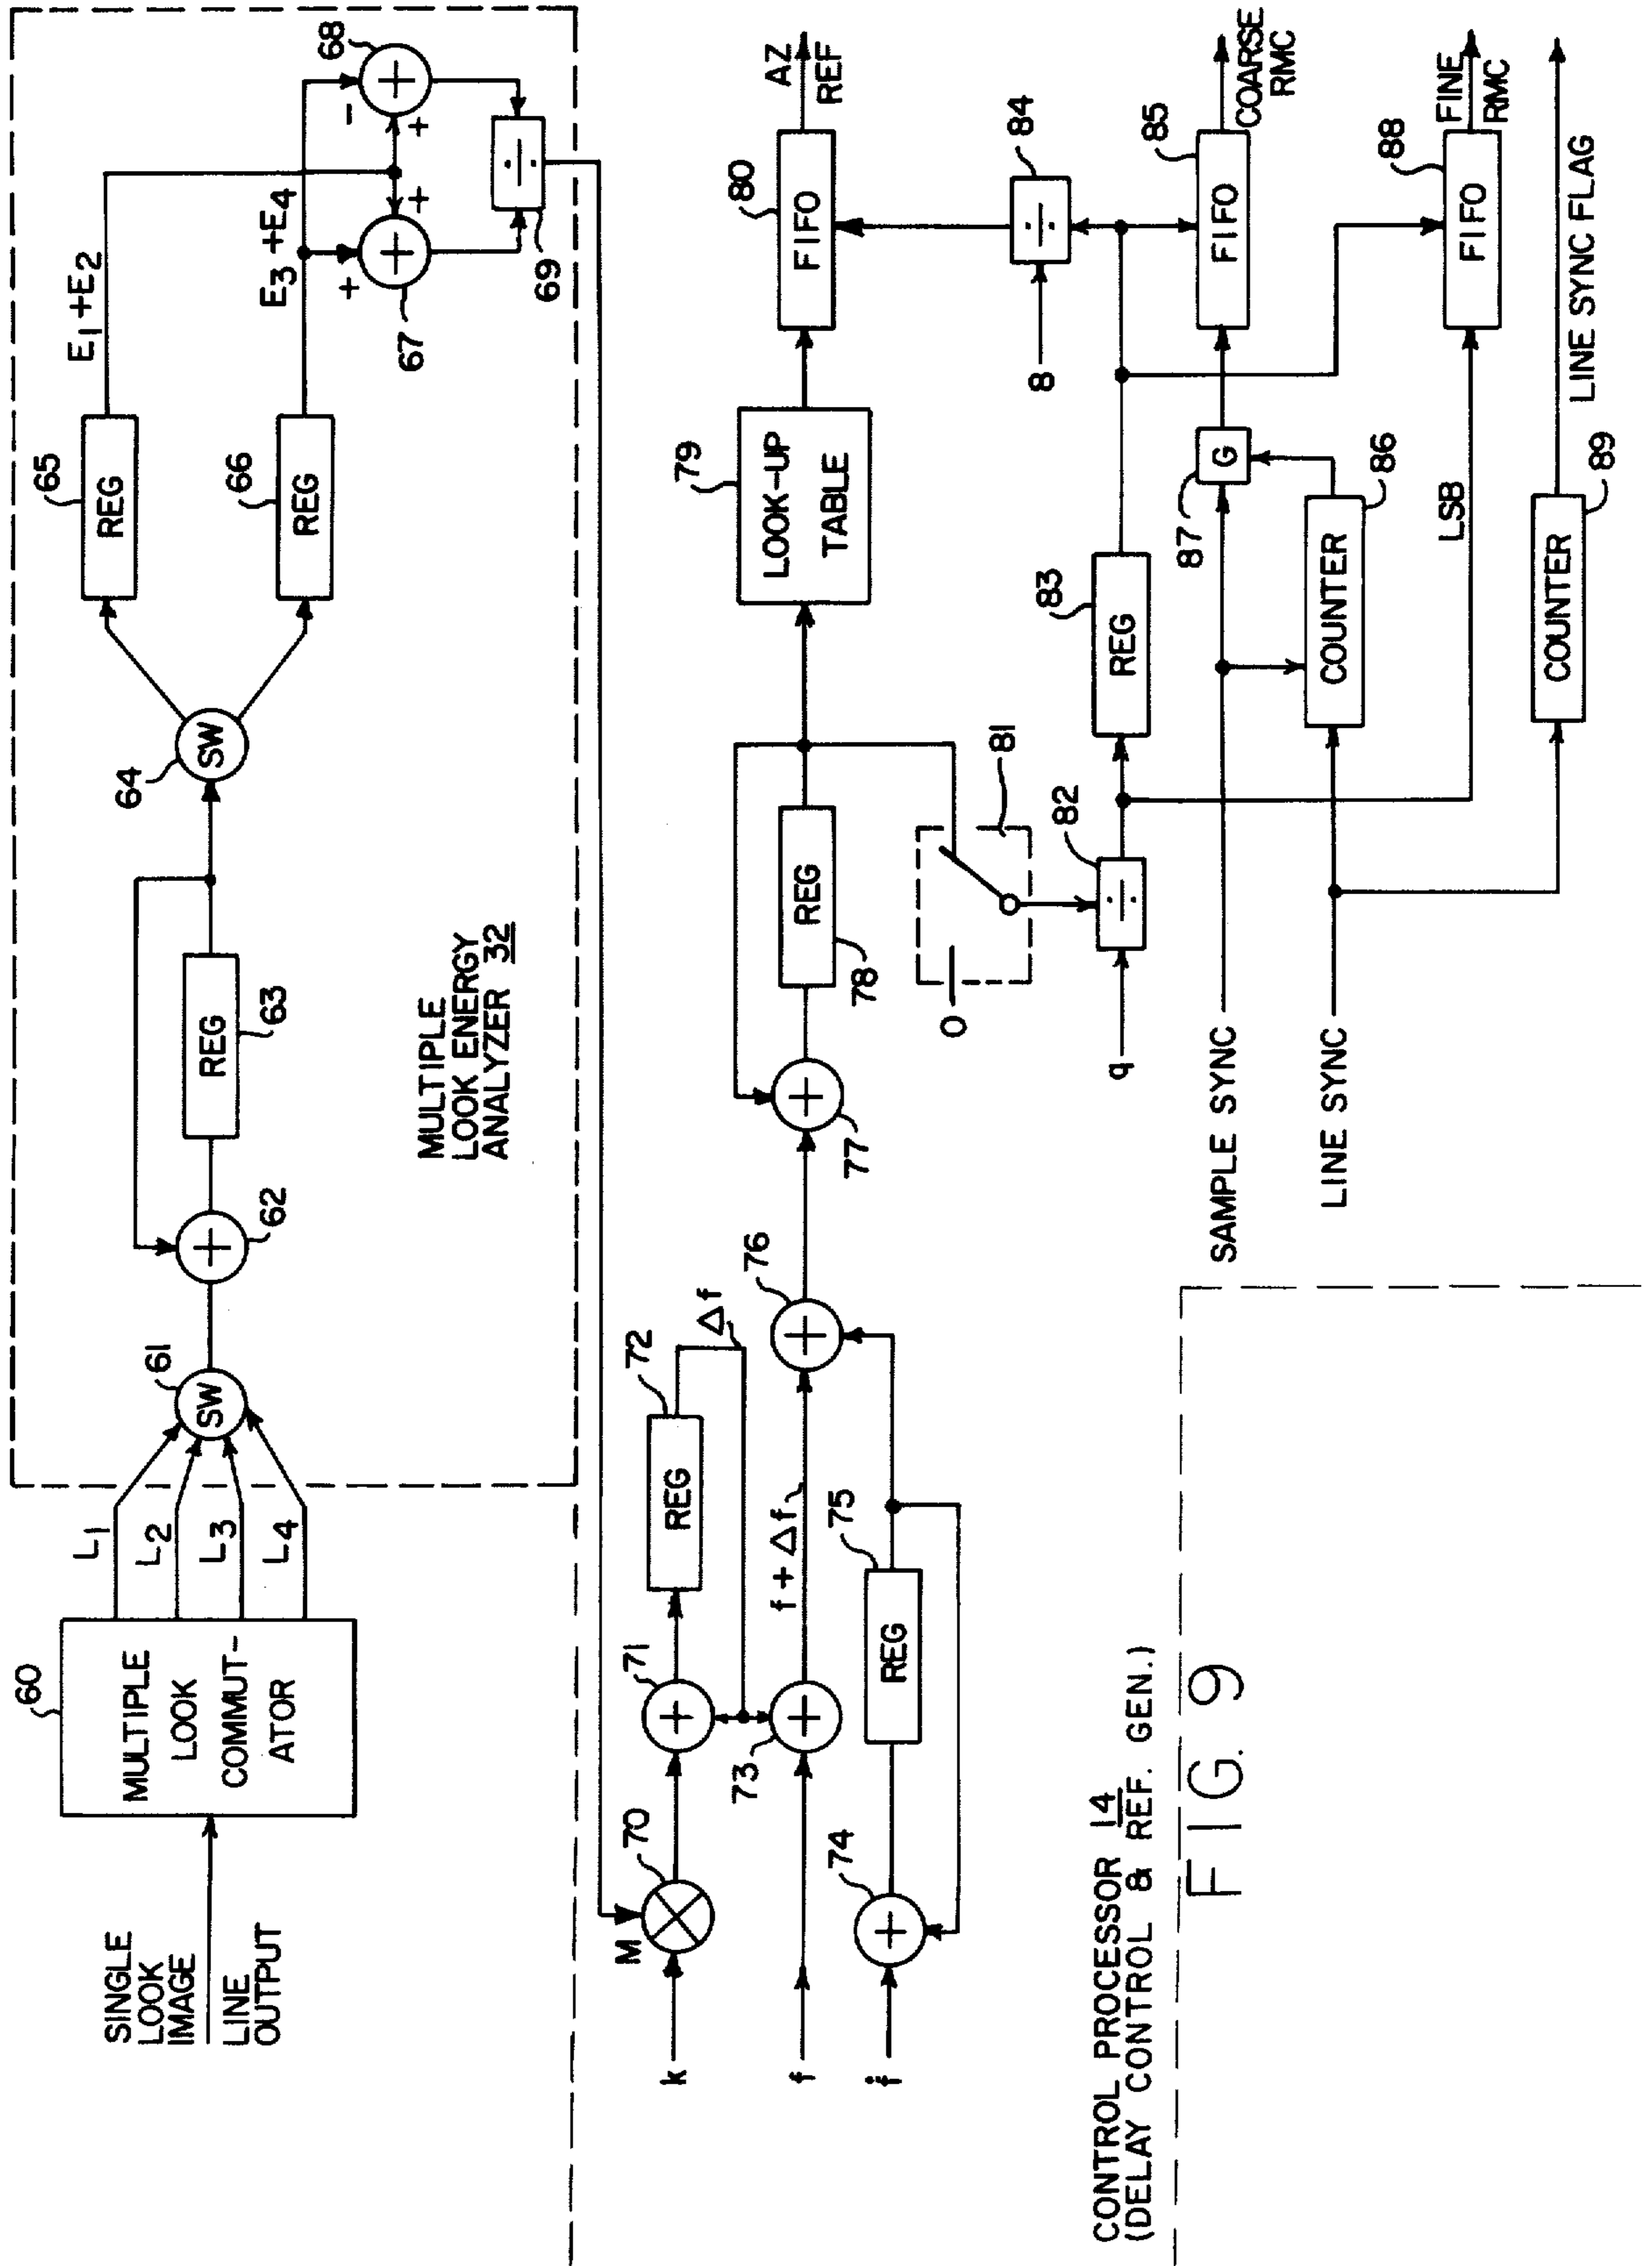 SINGLE
LOOK
IMAGE
LINE
OUTPUT
60
MULTIPLE
LOOK
COMMUT-
ATOR
L1
L2
L3
L4
61
SW
62
+
REG
63
64
SW
65
REG
66
REG
E1 + E2
E3 + E4
67
+
+
+
68
+
-
+
69
÷
MULTIPLE
LOOK ENERGY
ANALYZER 32
M
70
k
71
+
72
REG
Δf
f
73
+
f + Δf
ḟ
74
+
75
REG
76
+
77
+
78
REG
79
LOOK-UP
TABLE
80
FIFO
AZ
REF
81
0
82
÷
q
83
REG
84
÷
8
85
FIFO
COARSE
RMC
SAMPLE SYNC
LINE SYNC
86
COUNTER
87
G
LSB
88
FIFO
FINE
RMC
89
COUNTER
LINE SYNC FLAG
CONTROL PROCESSOR 14
(DELAY CONTROL & REF. GEN.)
FIG. 9